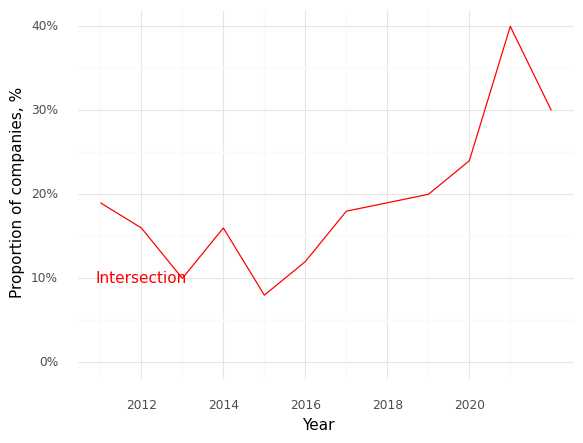 40%
30%
20%
10%
0%
Proportion of companies, %
Intersection
2012 2014 2016 2018 2020
Year